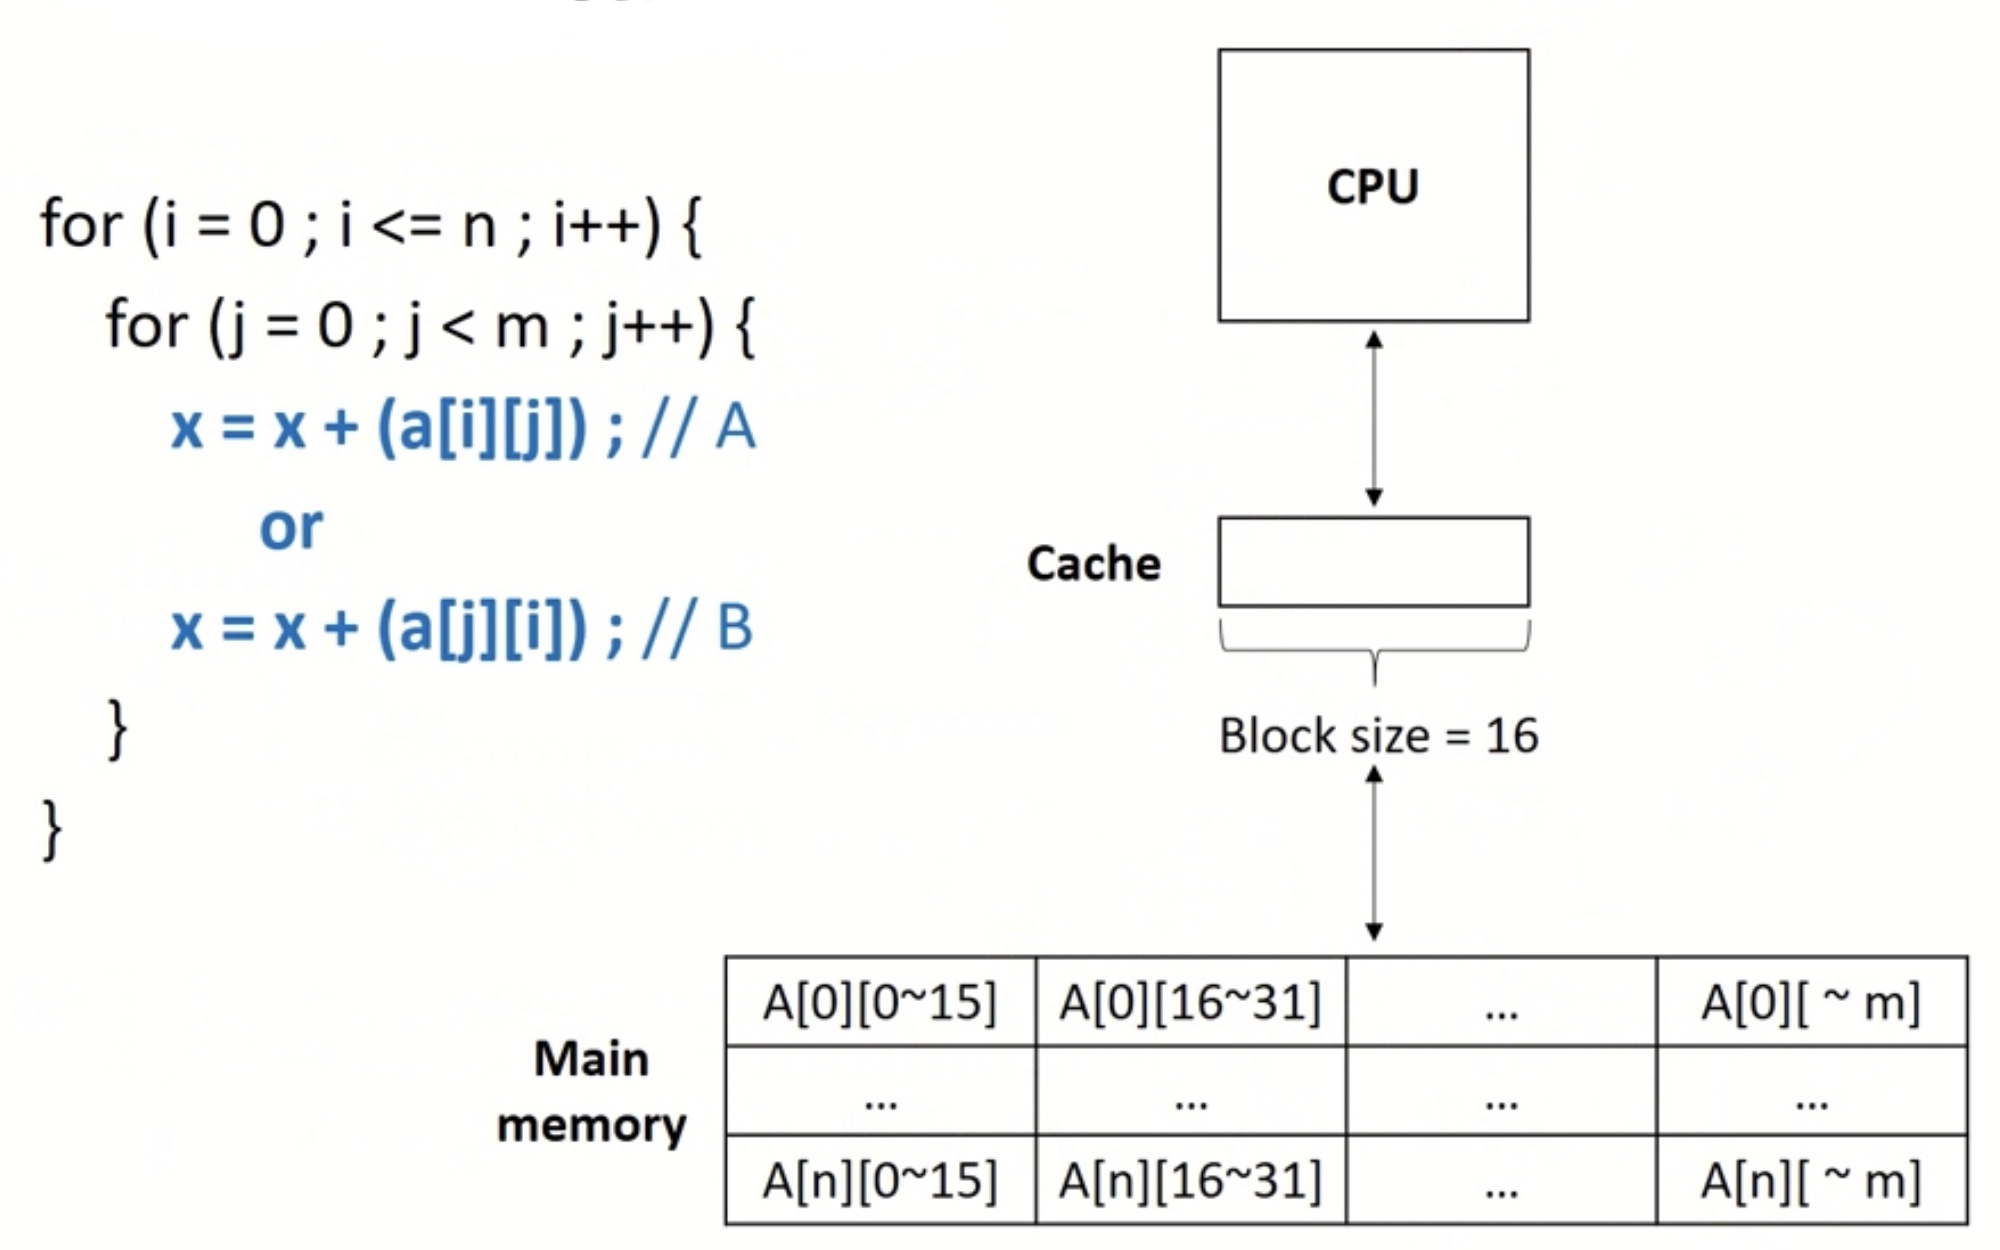 for (i = 0 ; i <= n ; i++) {
for (j = 0 ; j < m ; j++) {
x = x + (a[i][j]) ; // A
or
x = x + (a[j][i]) ; // B
}
}
CPU
Cache
Block size = 16
Main
memory
A[0][0~15] A[0][16~31] ... A[0][ ~ m]
... ... ... ...
A[n][0~15] A[n][16~31] ... A[n][ ~ m]